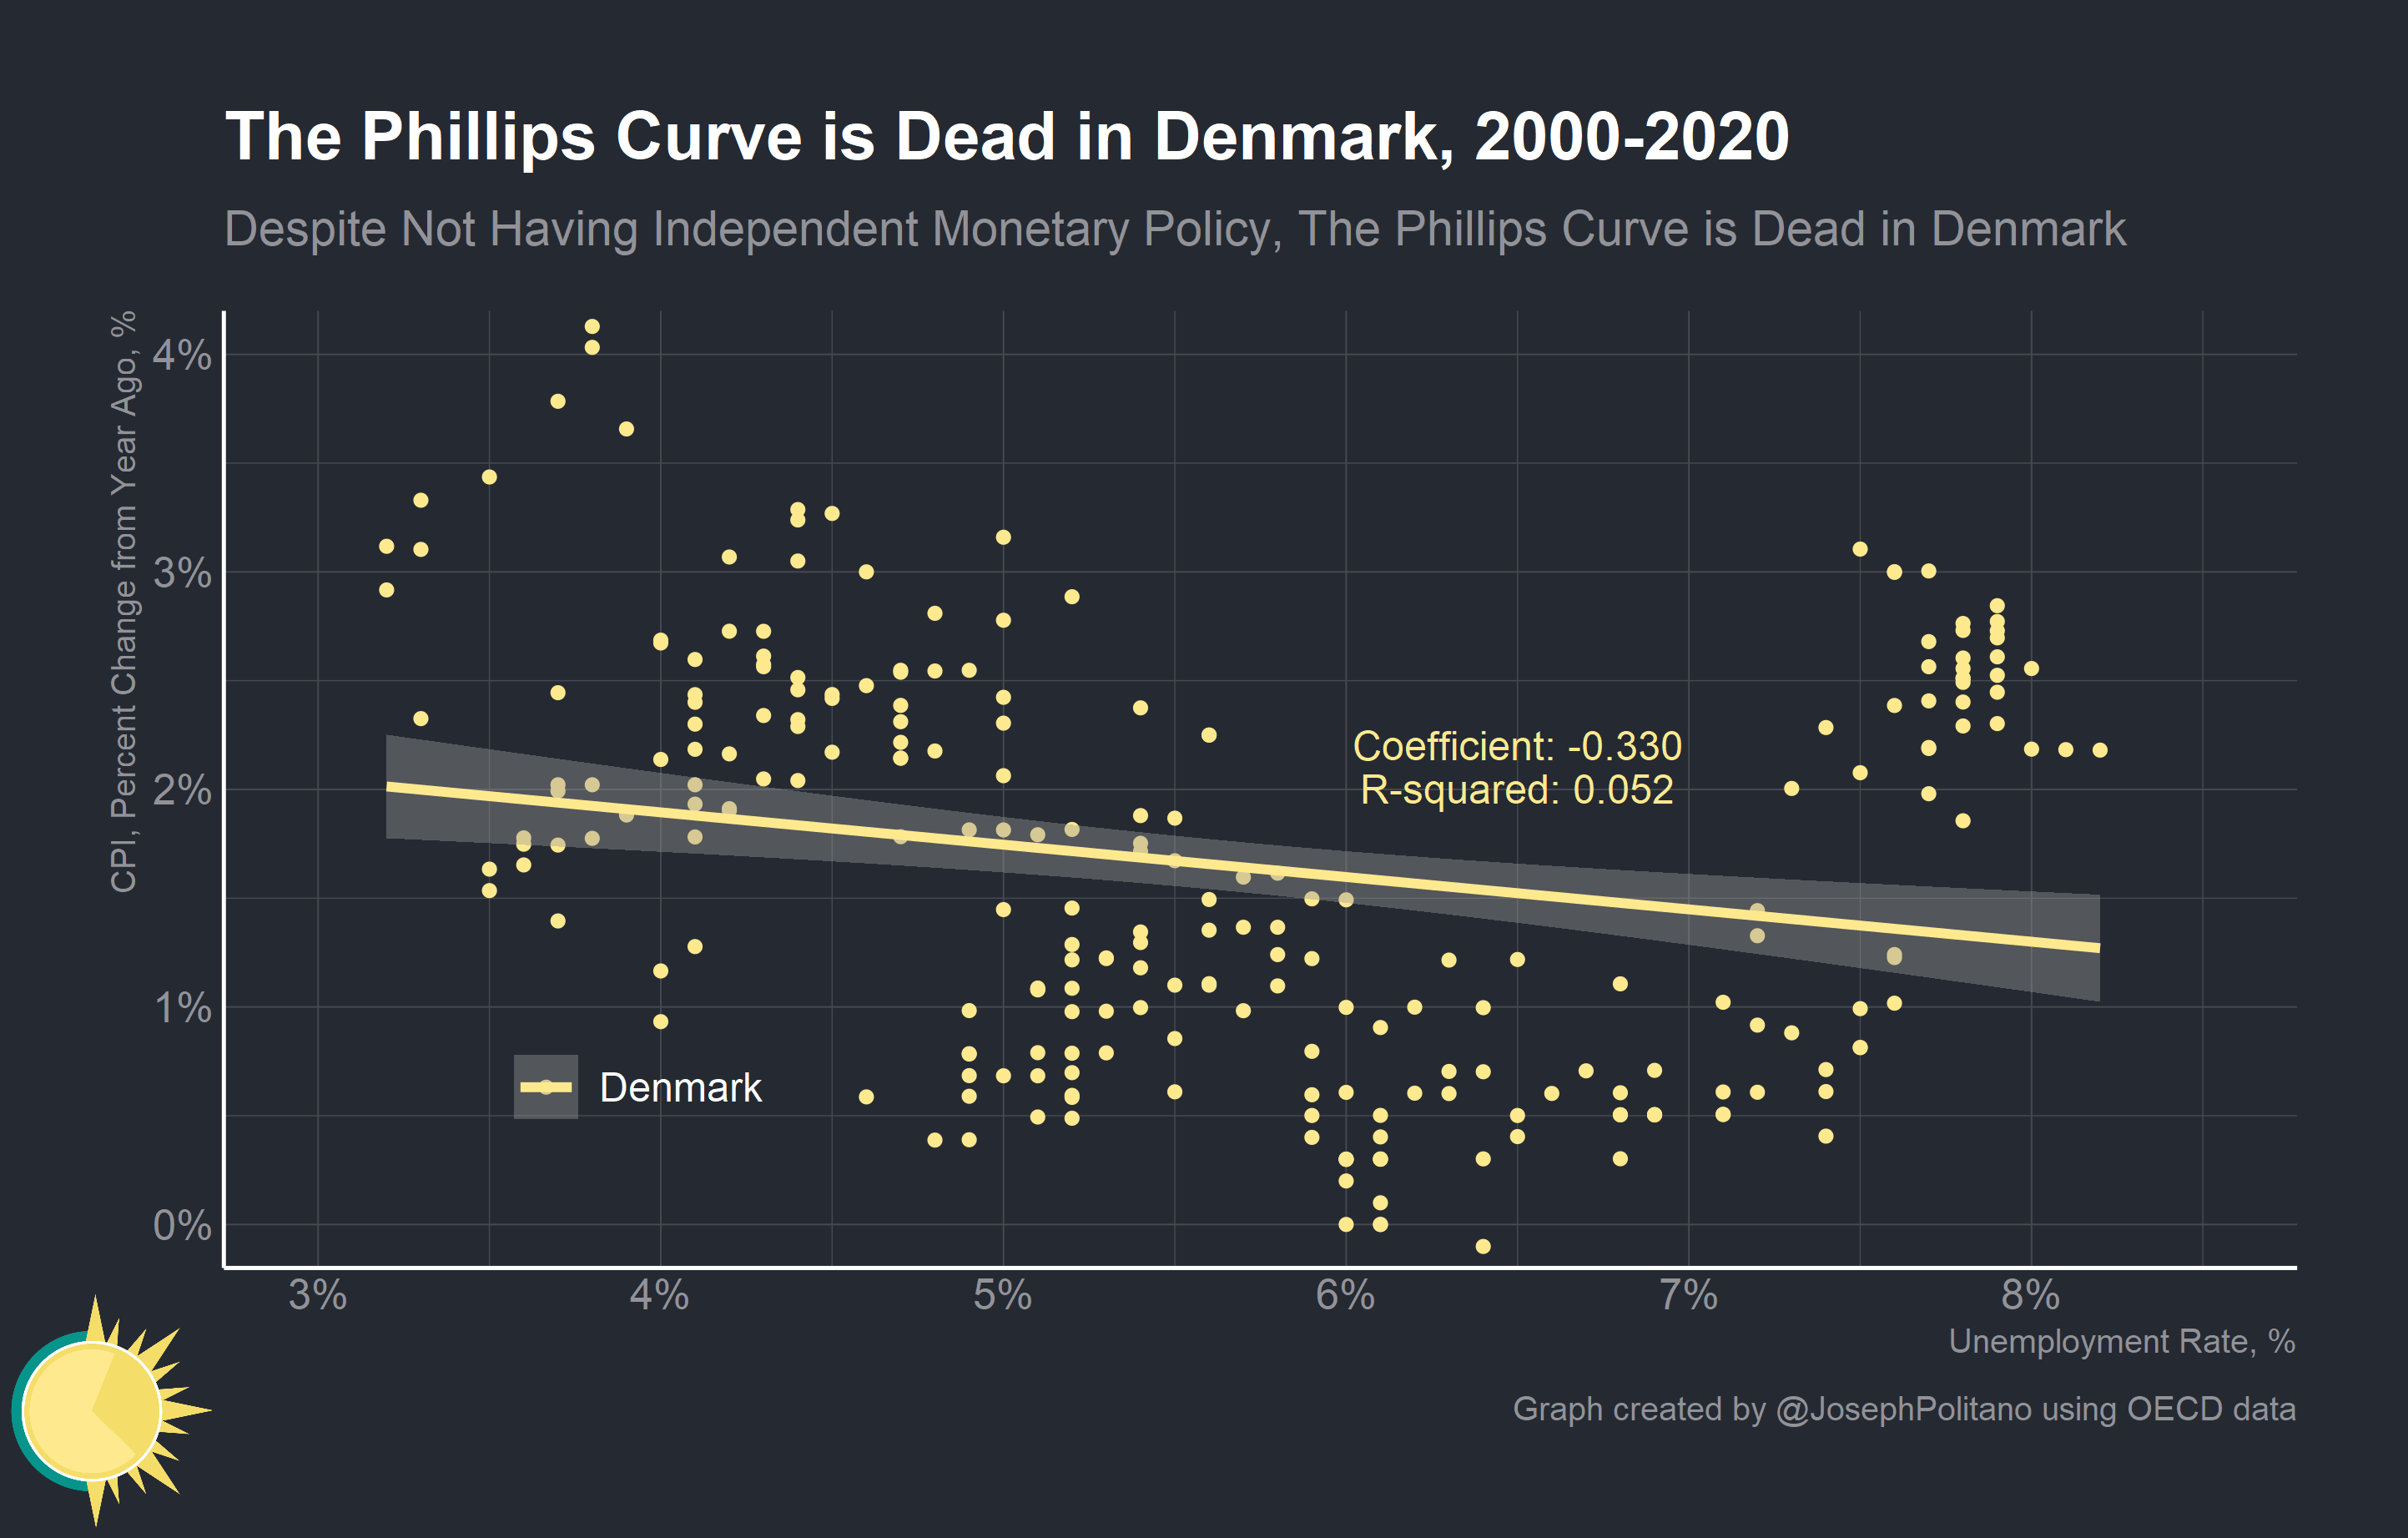 The Phillips Curve is Dead in Denmark, 2000-2020
Despite Not Having Independent Monetary Policy, The Phillips Curve is Dead in Denmark
CPI, Percent Change from Year Ago, %
4%
3%
2%
1%
0%
Coefficient: -0.330
R-squared: 0.052
Denmark
3% 4% 5% 6% 7% 8%
Unemployment Rate, %
Graph created by @JosephPolitano using OECD data